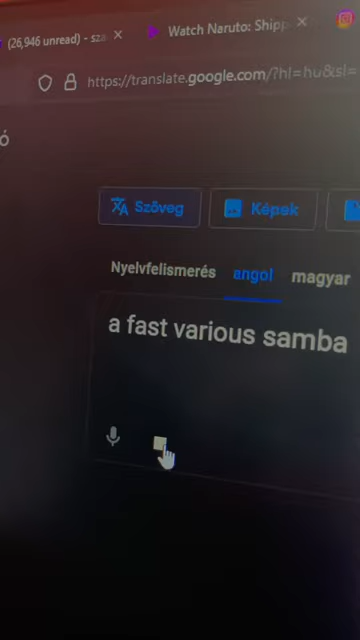 (26,946 unread) - sza
Watch Naruto: Shipp
https://translate.google.com/?hl=hu&sl=
ó
Szöveg
Képek
Nyelvfelismerés
angol
magyar
a fast various samba